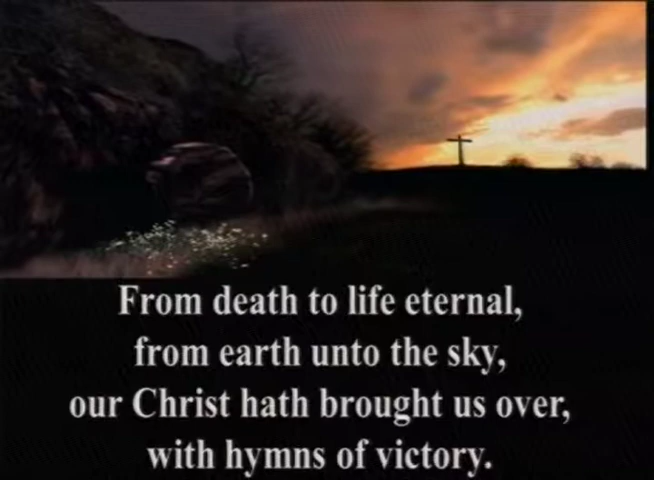 From death to life eternal,
from earth unto the sky,
our Christ hath brought us over,
with hymns of victory.